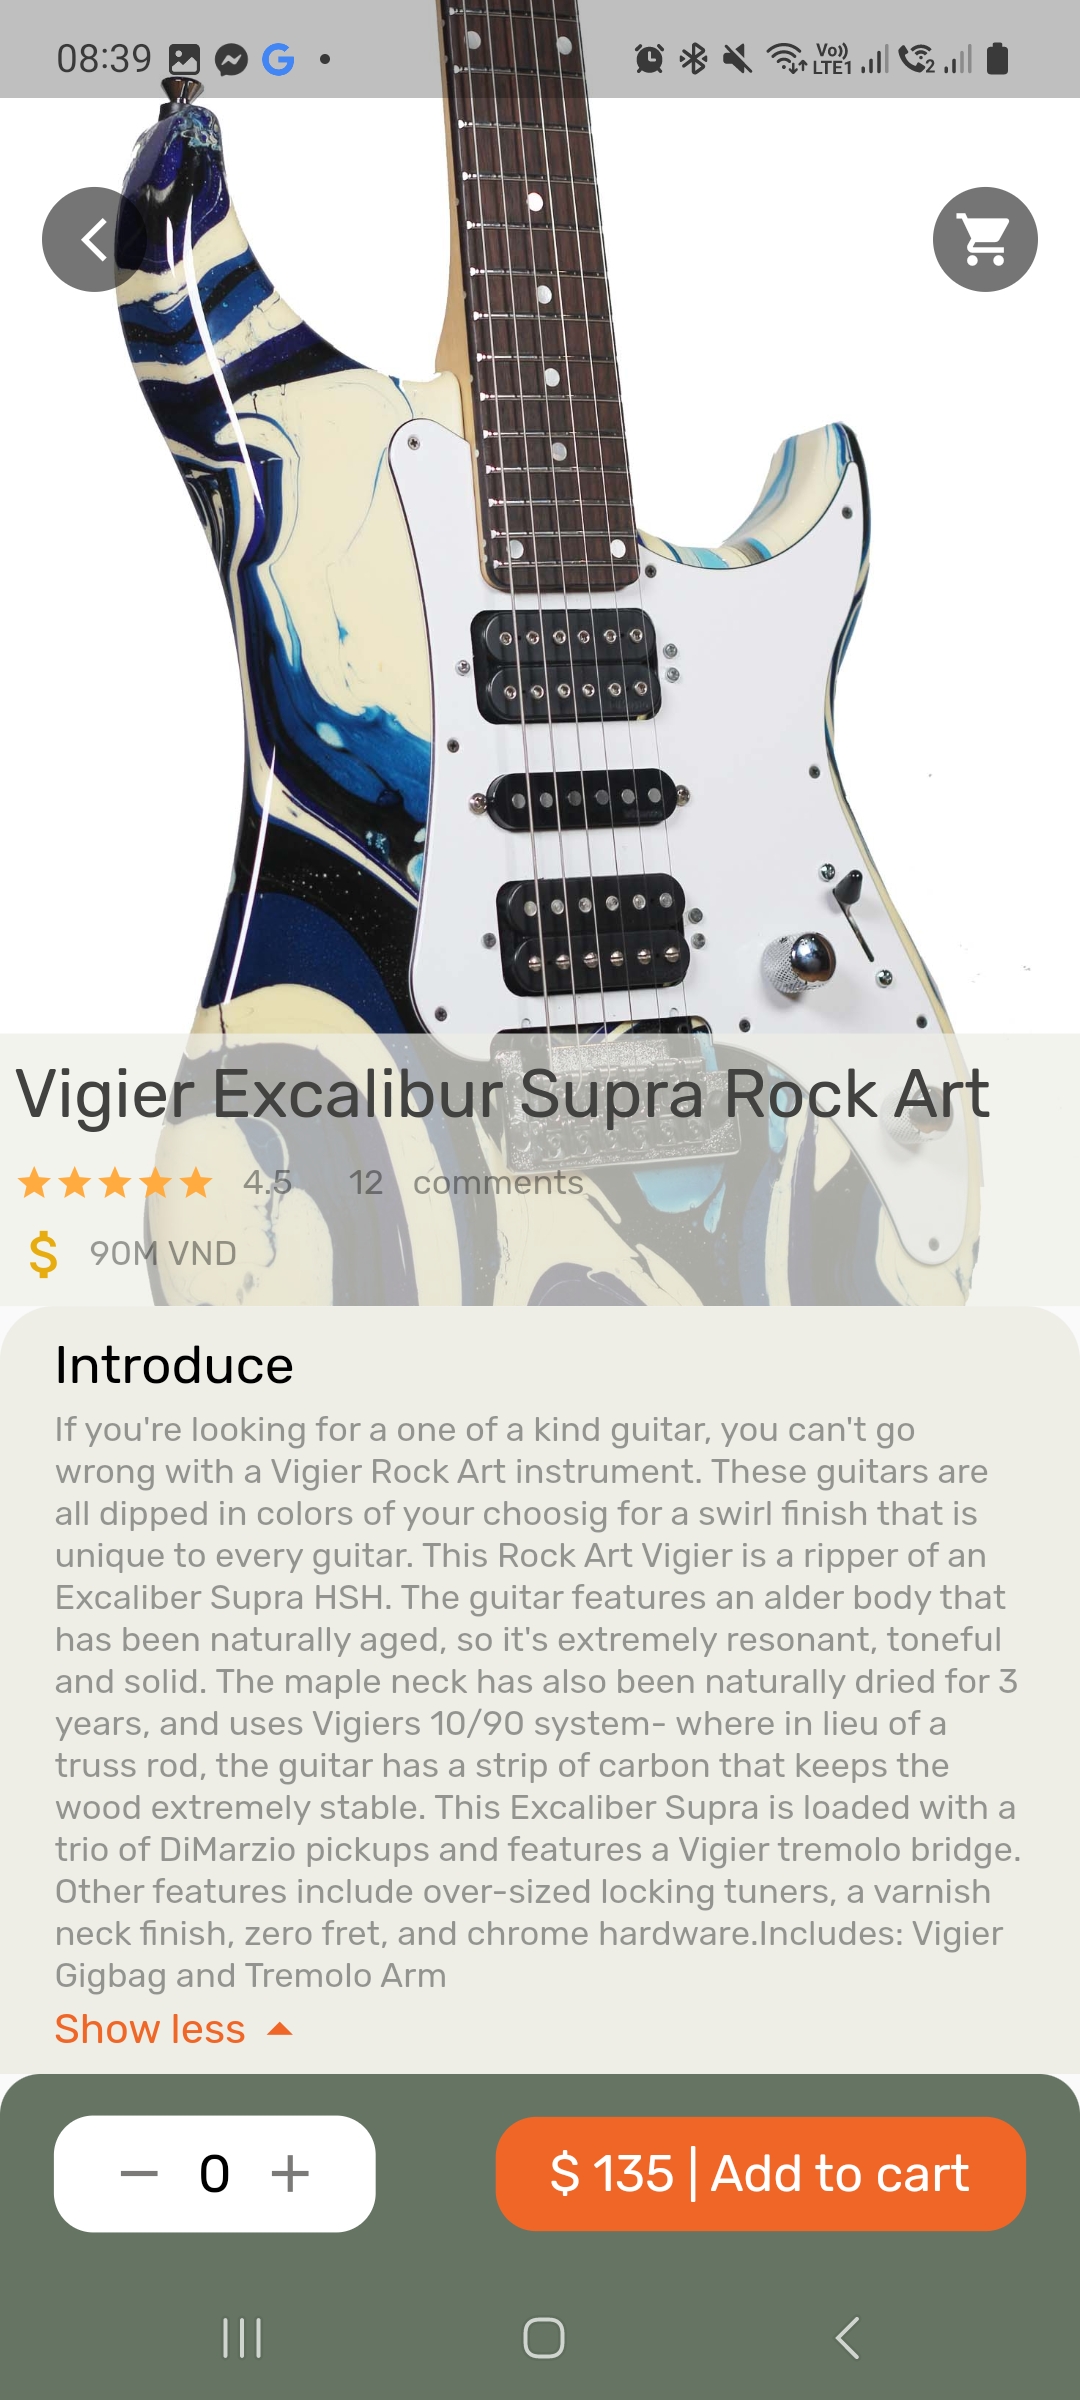 08:39
Vo)) LTE1 2
Vigier Excalibur Supra Rock Art
4.5 12 comments
$ 90M VND
Introduce
If you're looking for a one of a kind guitar, you can't go
wrong with a Vigier Rock Art instrument. These guitars are
all dipped in colors of your choosig for a swirl finish that is
unique to every guitar. This Rock Art Vigier is a ripper of an
Excaliber Supra HSH. The guitar features an alder body that
has been naturally aged, so it's extremely resonant, toneful
and solid. The maple neck has also been naturally dried for 3
years, and uses Vigiers 10/90 system- where in lieu of a
truss rod, the guitar has a strip of carbon that keeps the
wood extremely stable. This Excaliber Supra is loaded with a
trio of DiMarzio pickups and features a Vigier tremolo bridge.
Other features include over-sized locking tuners, a varnish
neck finish, zero fret, and chrome hardware.Includes: Vigier
Gigbag and Tremolo Arm
Show less
0
$ 135 | Add to cart